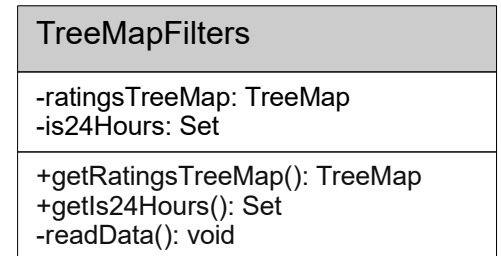 TreeMapFilters
-ratingsTreeMap: TreeMap
-is24Hours: Set
+getRatingsTreeMap(): TreeMap
+getIs24Hours(): Set
-readData(): void